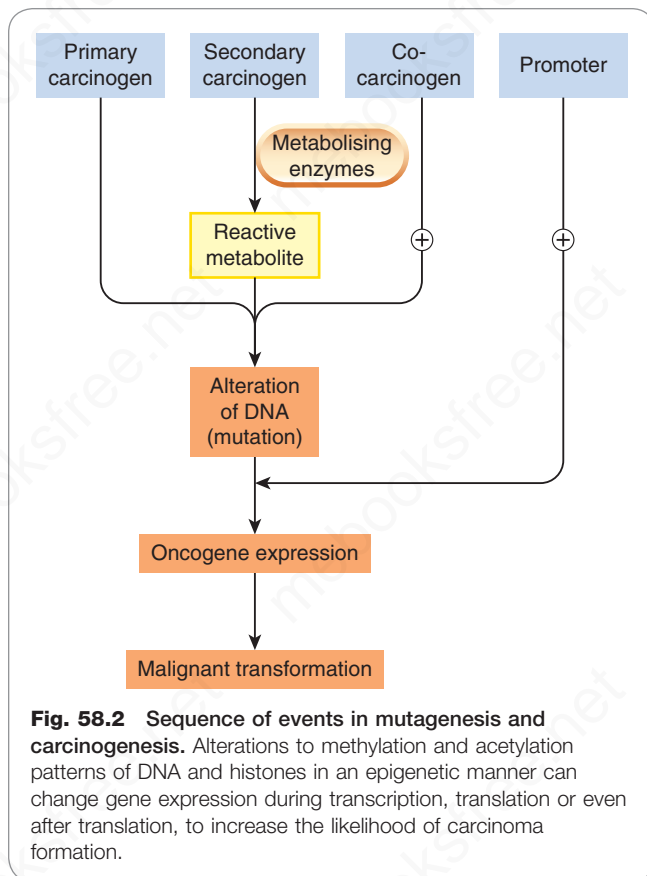 Primary
carcinogen
Secondary
carcinogen
Co-
carcinogen
Promoter
Metabolising
enzymes
Reactive
metabolite
+
+
Alteration
of DNA
(mutation)
Oncogene expression
Malignant transformation
Fig. 58.2 Sequence of events in mutagenesis and
carcinogenesis. Alterations to methylation and acetylation
patterns of DNA and histones in an epigenetic manner can
change gene expression during transcription, translation or even
after translation, to increase the likelihood of carcinoma
formation.
mebooksfree.net